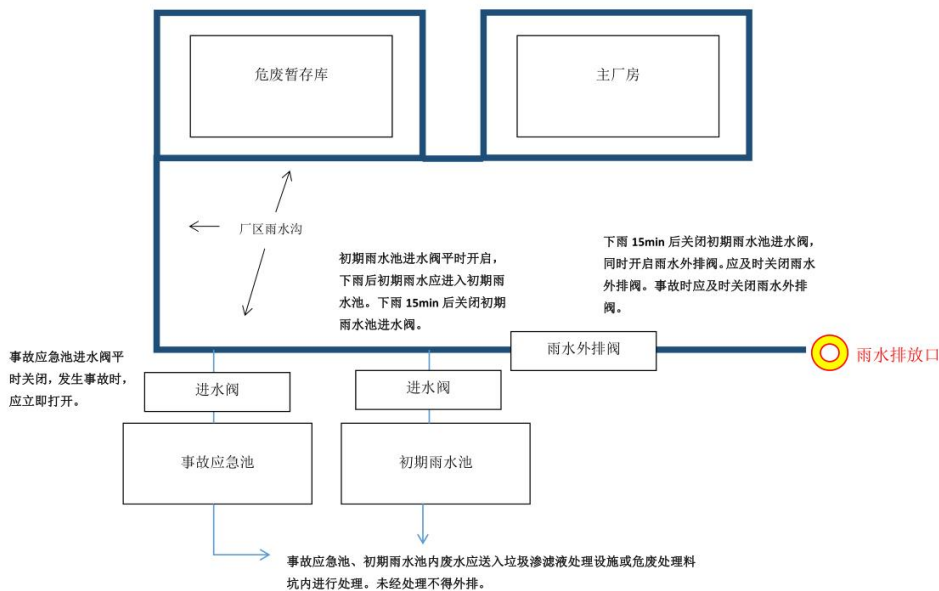 危废暂存库
主厂房
厂区雨水沟
初期雨水池进水阀平时开启，
下雨后初期雨水应进入初期雨
水池。下雨 15min 后关闭初期
雨水池进水阀。
下雨 15min 后关闭初期雨水池进水阀，
同时开启雨水外排阀。应及时关闭雨水
外排阀。事故时应及时关闭雨水外排
阀。
雨水外排阀
雨水排放口
事故应急池进水阀平
时关闭，发生事故时，
应立即打开。
进水阀
进水阀
事故应急池
初期雨水池
事故应急池、初期雨水池内废水应送入垃圾渗滤液处理设施或危废处理料
坑内进行处理。未经处理不得外排。